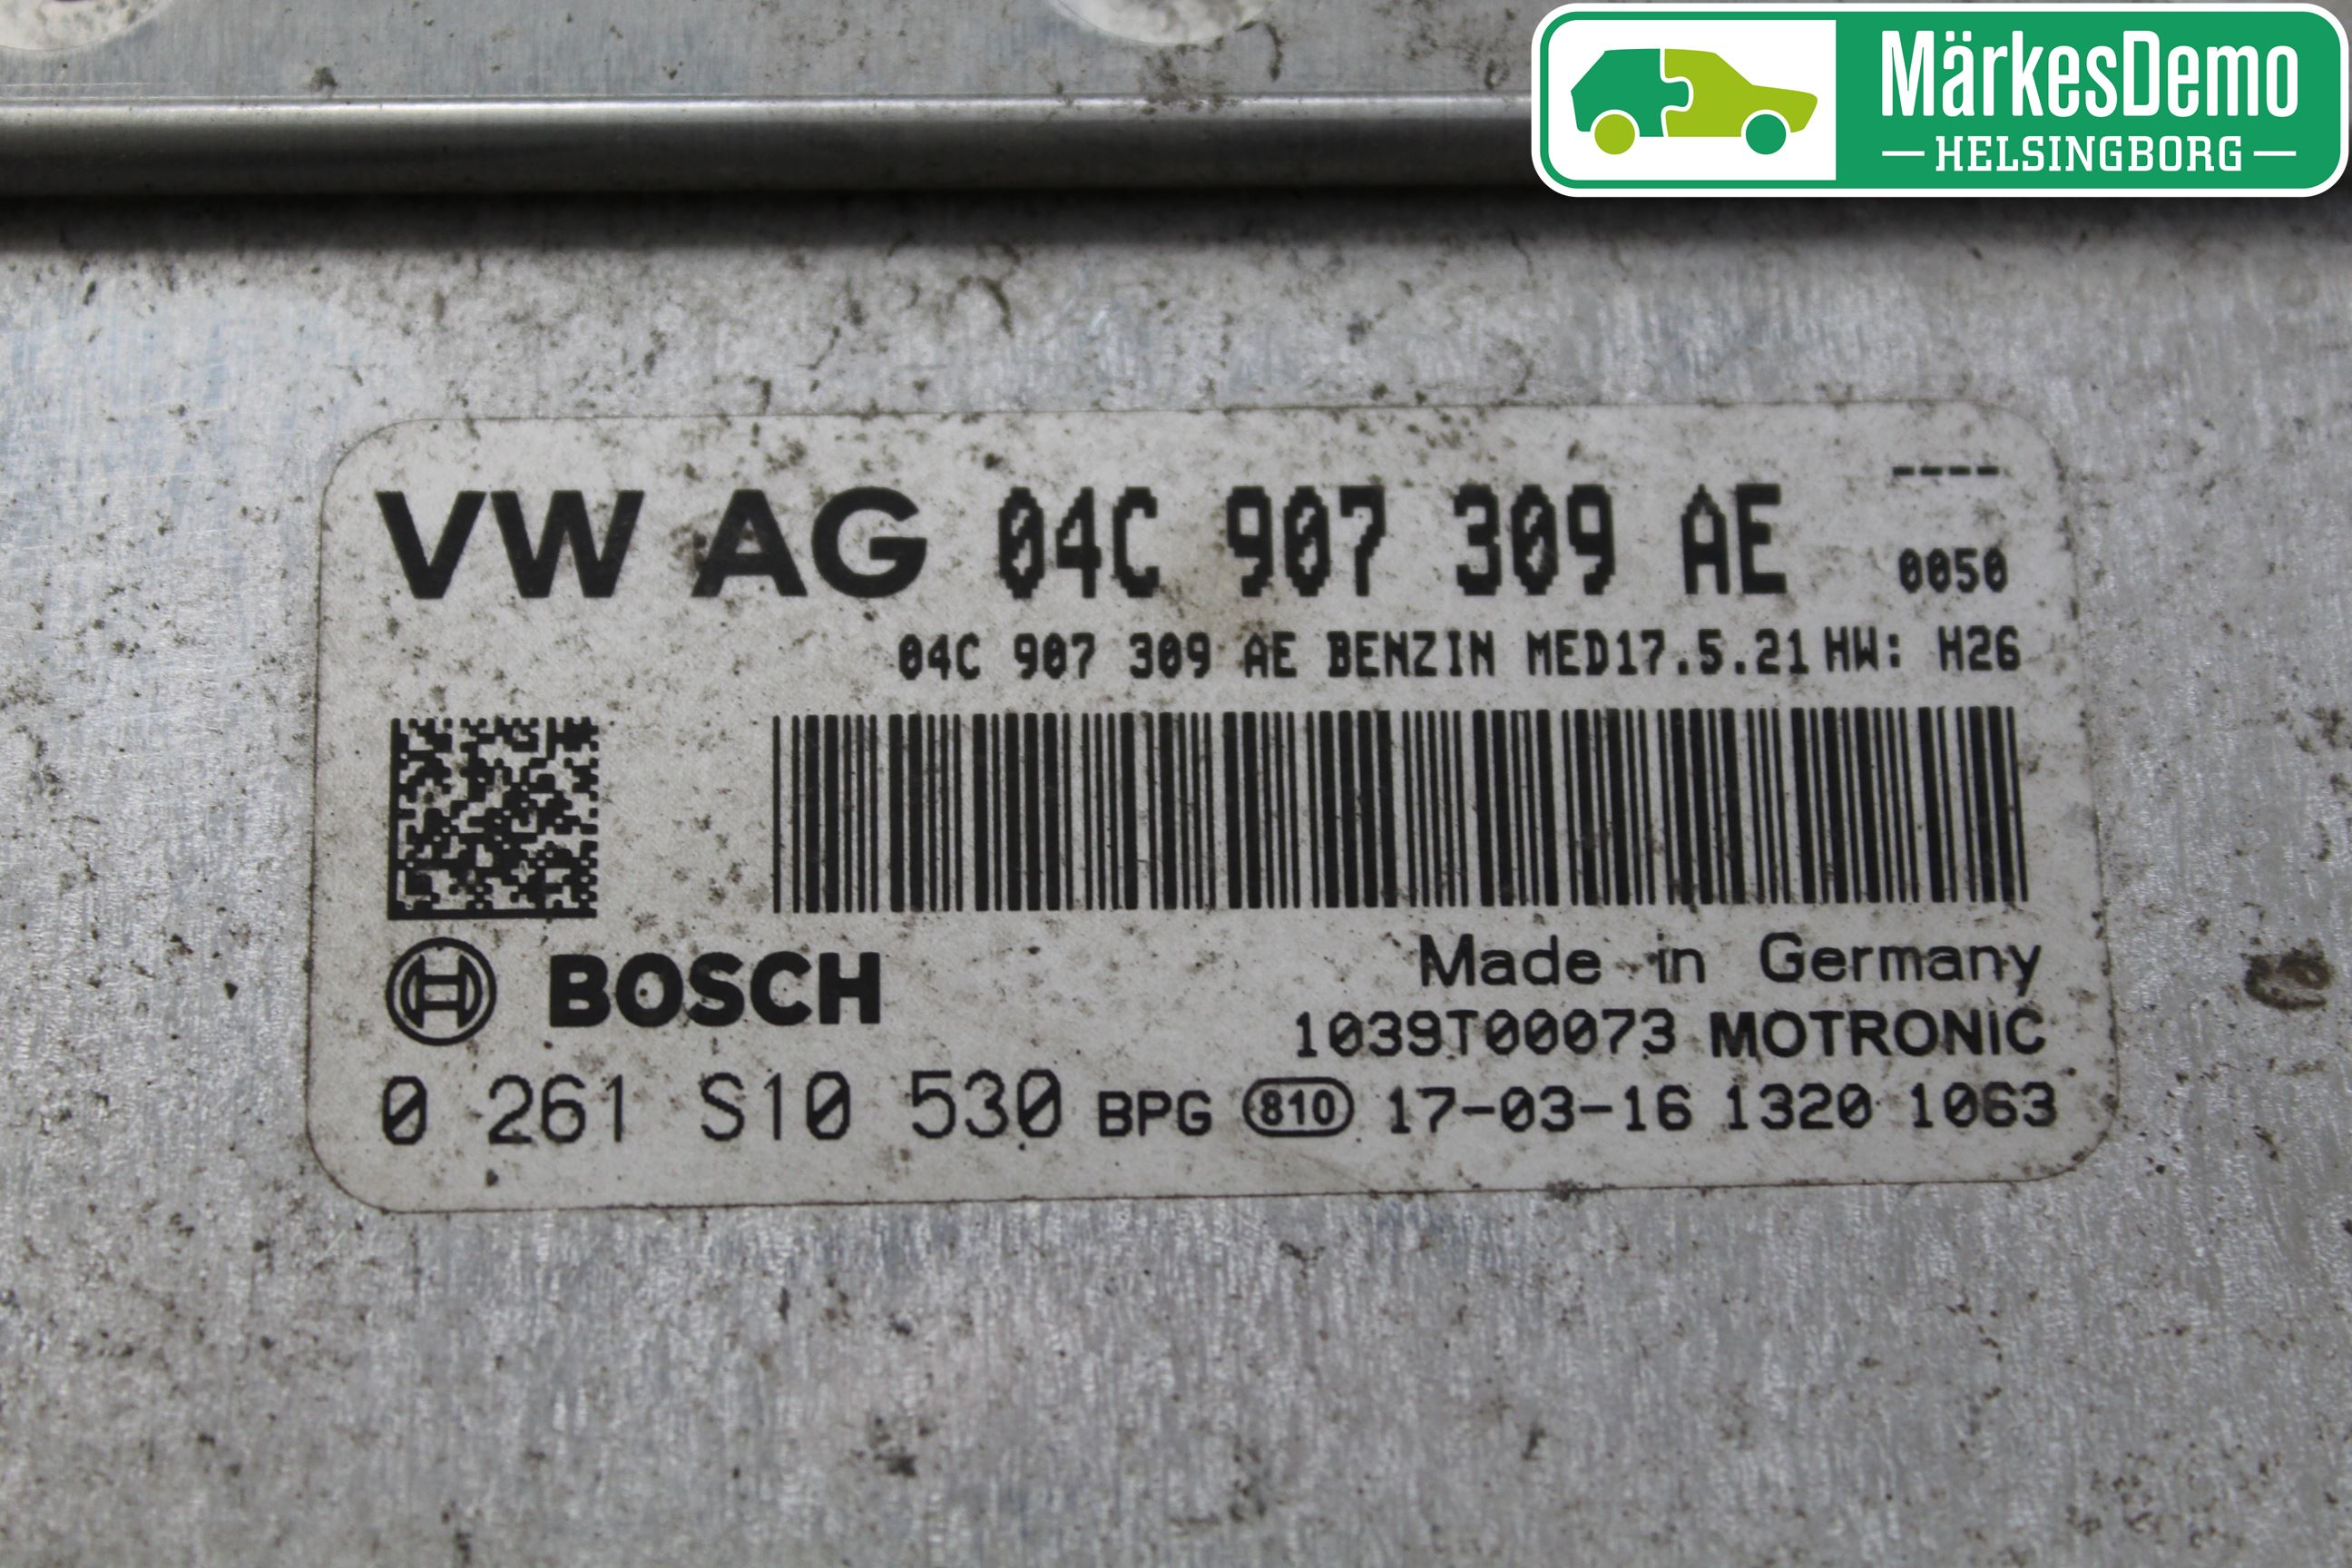 MärkesDemo
HELSINGBORG
----
VW AG 04C 907 309 AE 0050
04C 907 309 AE BENZIN MED17.5.21 HW: H26
BOSCH
Made in Germany
1039T00073 MOTRONIC
0 261 S10 530 BPG 810 17-03-16 1320 1063